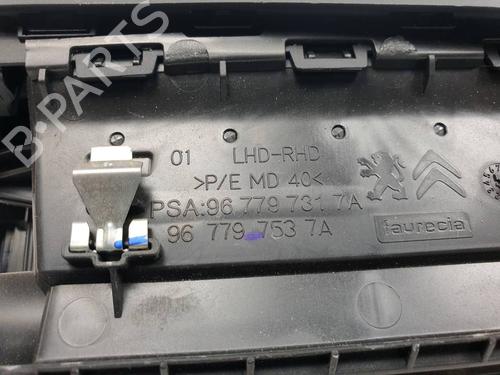 B-PARTS
01 LHD-RHD
>P/E MD 40<
PSA:96 779 731 7A
96 779 753 7A
faurecia